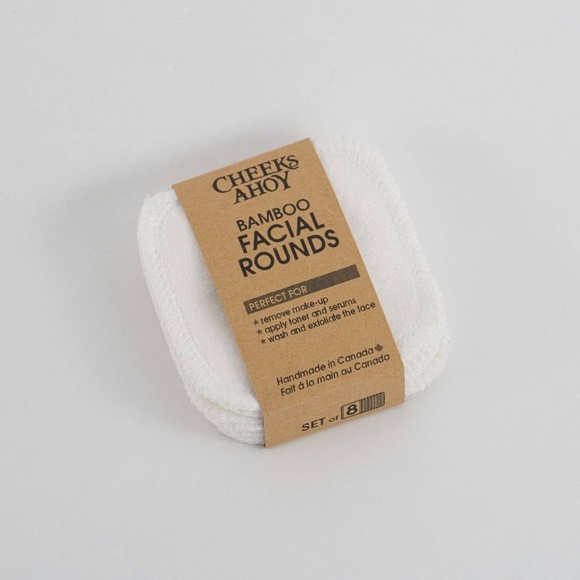 CHEEKS
AHOY
BAMBOO
FACIAL
ROUNDS
PERFECT FOR
★ remove make-up
★ apply toner and serums
★ wash and exfoliate the face
Handmade in Canada
Fait à la main au Canada
SET of 8